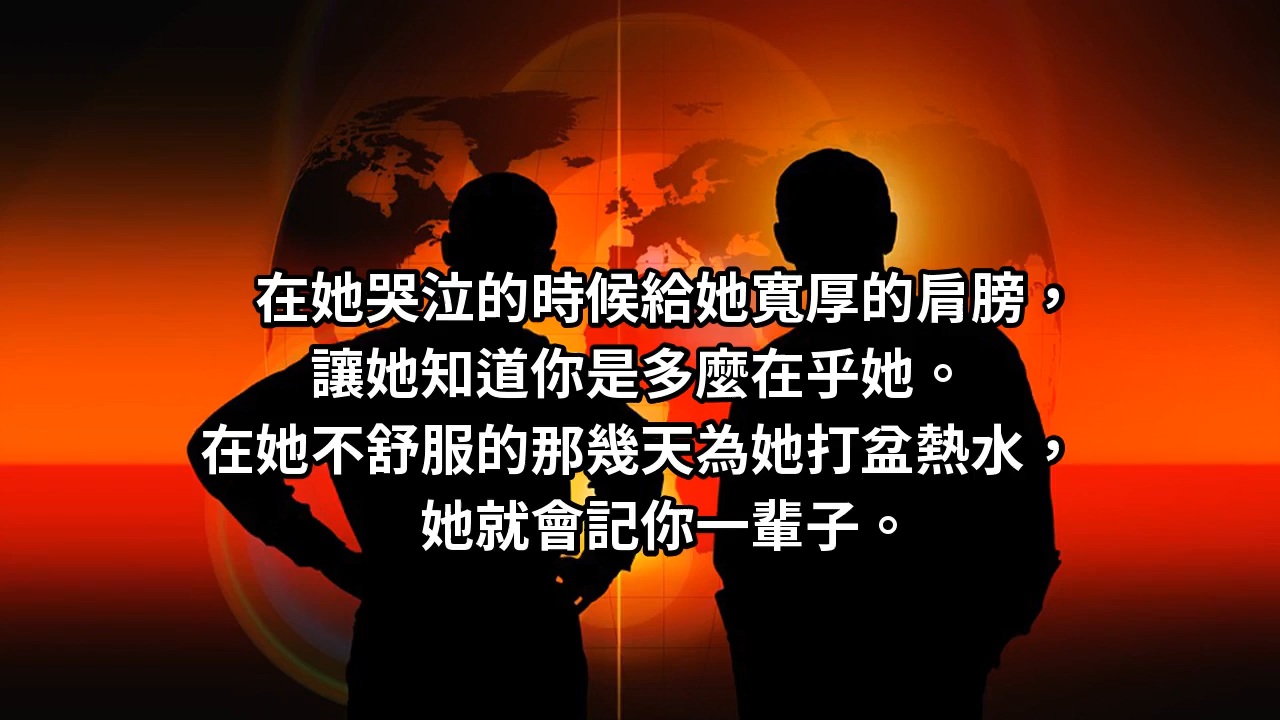 在她哭泣的時候給她寬厚的肩膀，
讓她知道你是多麼在乎她。
在她不舒服的那幾天為她打盆熱水，
她就會記你一輩子。